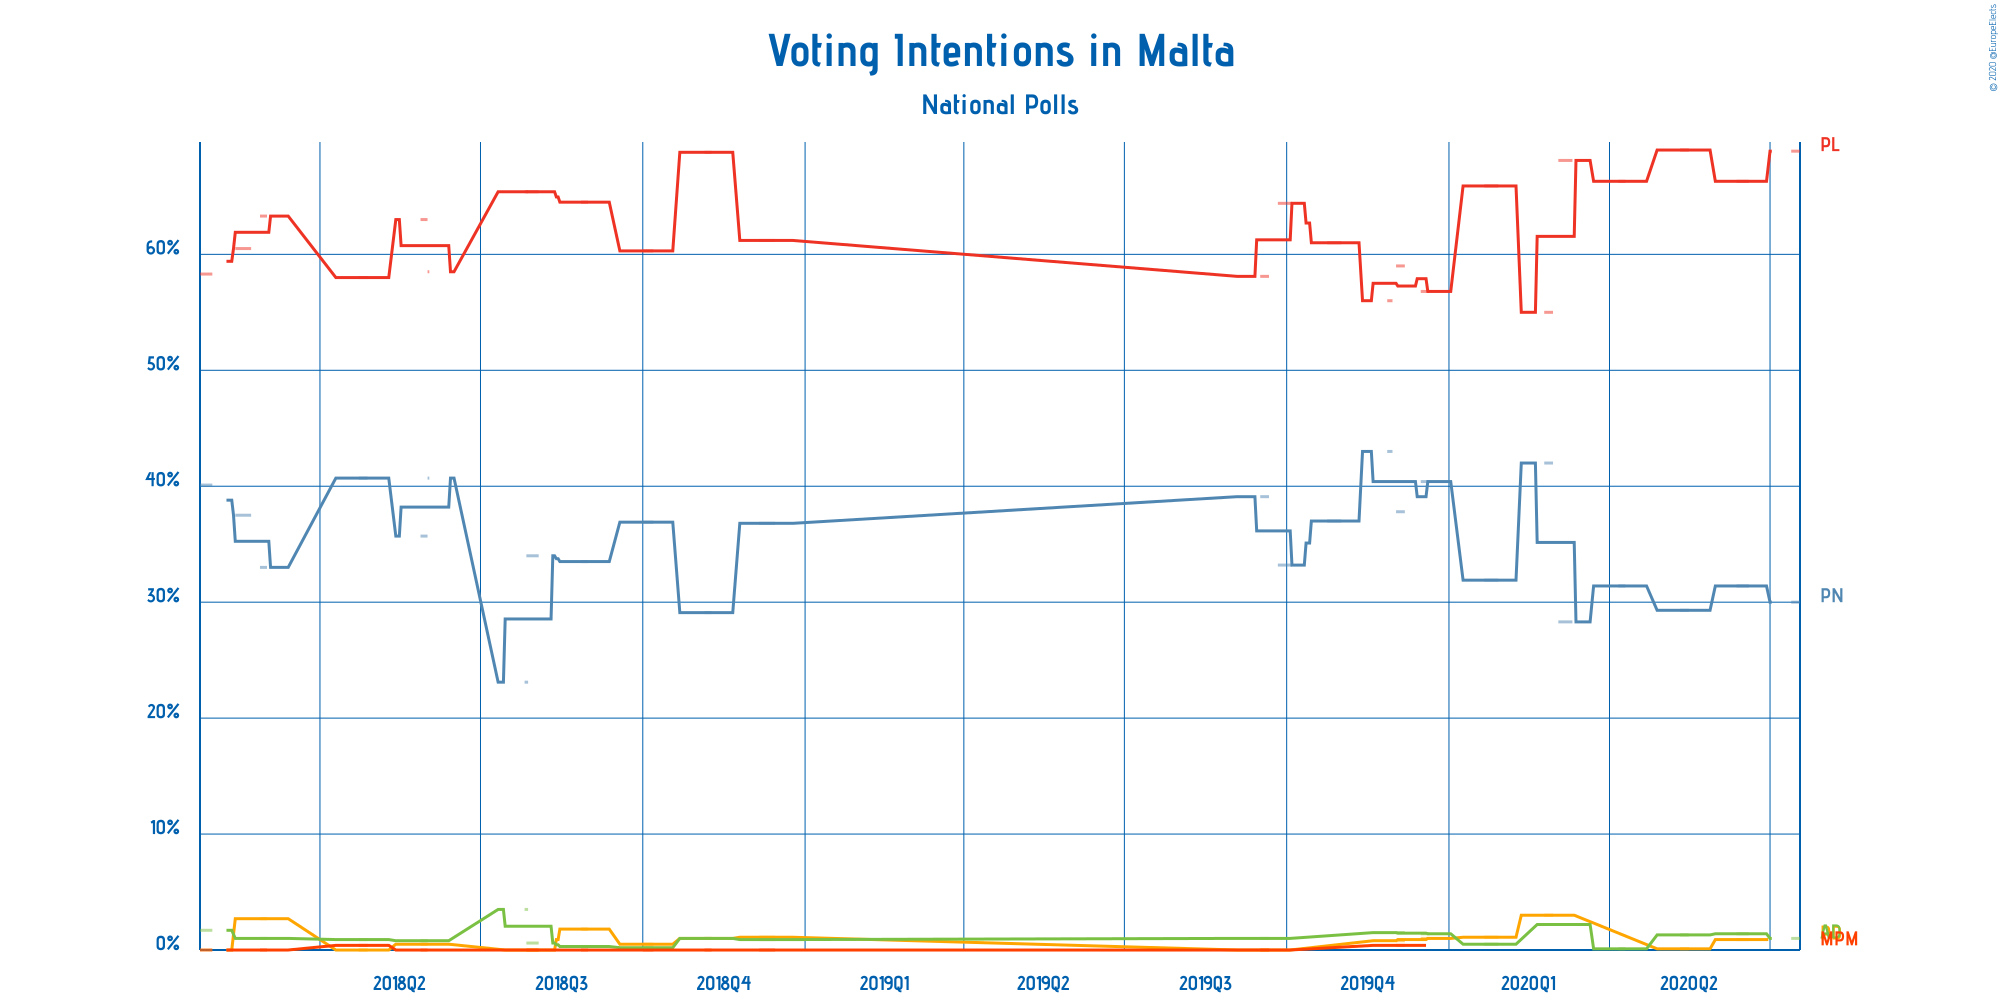 Voting Intentions in Malta
National Polls
© 2020 @EuropeElects
PL
60%
50%
40%
PN
30%
20%
10%
0%
MPM
2018Q2 2018Q3 2018Q4 2019Q1 2019Q2 2019Q3 2019Q4 2020Q1 2020Q2